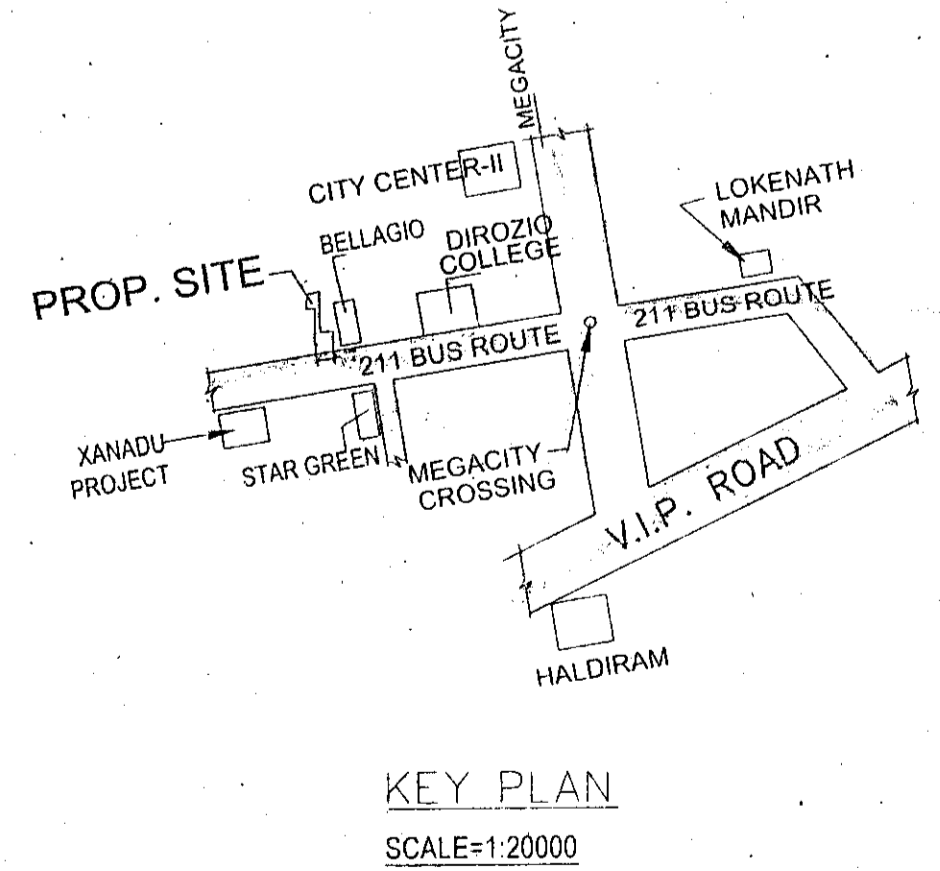 MEGACITY
CITY CENTER-II
LOKENATH
MANDIR
BELLAGIO
DIROZIO
COLLEGE
PROP. SITE
211 BUS ROUTE
211 BUS ROUTE
XANADU
PROJECT
STAR GREEN
MEGACITY
CROSSING
V.I.P. ROAD
HALDIRAM
KEY PLAN
SCALE=1:20000